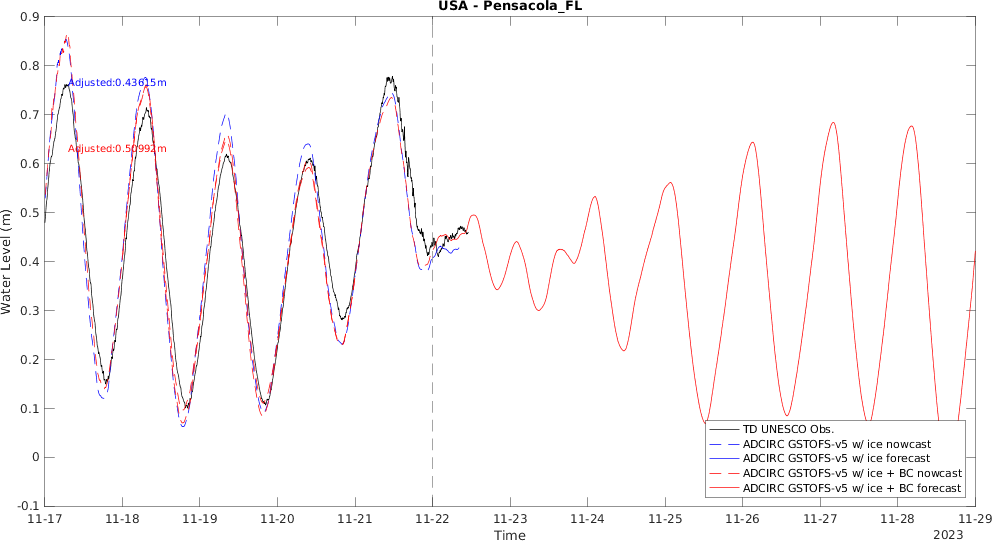 USA - Pensacola_FL
0.9
0.8
0.7
0.6
0.5
0.4
0.3
0.2
0.1
0
-0.1
Water Level (m)
Adjusted:0.43615m
Adjusted:0.50992m
TD UNESCO Obs.
ADCIRC GSTOFS-v5 w/ ice nowcast
ADCIRC GSTOFS-v5 w/ ice forecast
ADCIRC GSTOFS-v5 w/ ice + BC nowcast
ADCIRC GSTOFS-v5 w/ ice + BC forecast
11-17 11-18 11-19 11-20 11-21 11-22 11-23 11-24 11-25 11-26 11-27 11-28 11-29
Time
2023